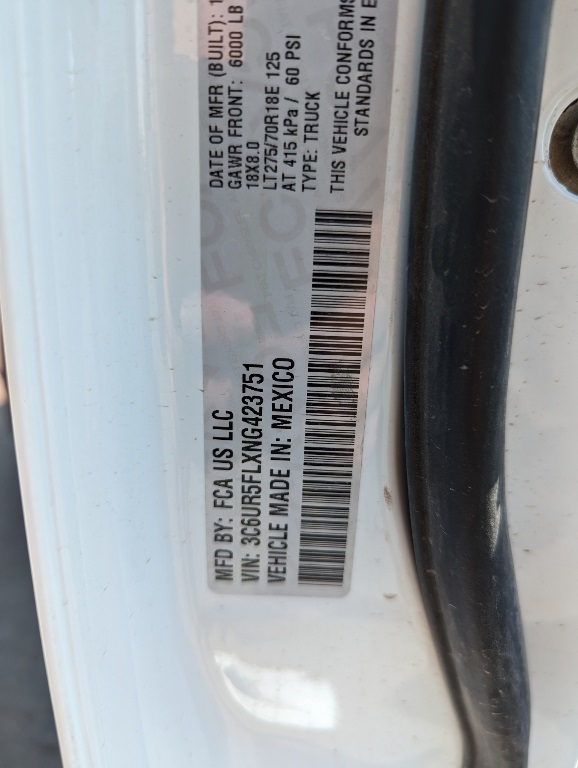 MFD BY: FCA US LLC
VIN: 3C6UR5FLXNG423751
VEHICLE MADE IN: MEXICO
DATE OF MFR (BUILT):
GAWR FRONT: 6000 LB
18X8.0
LT275/70R18E 125
AT 415 kPa / 60 PSI
TYPE: TRUCK
THIS VEHICLE CONFORMS
STANDARDS IN